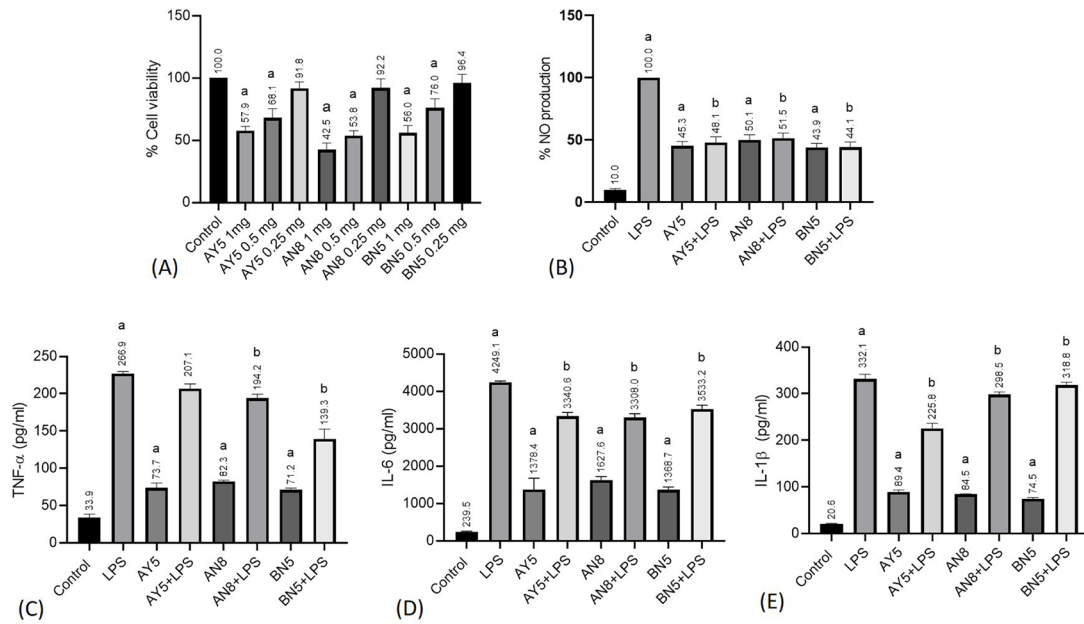 150
100
50
0
% Cell viability
100.0
a
57.9
a
68.1
91.8
a
42.5
a
53.8
92.2
a
56.0
a
76.0
96.4
Control
AY5 1mg
AY5 0.5 mg
AY5 0.25 mg
AN8 1 mg
AN8 0.5 mg
AN8 0.25 mg
BN5 1 mg
BN5 0.5 mg
BN5 0.25 mg
(A)
150
100
50
0
% NO production
10.0
a
100.0
a
45.3
b
48.1
a
50.1
b
51.5
a
43.9
b
44.1
Control
LPS
AY5
AY5+LPS
AN8
AN8+LPS
BN5
BN5+LPS
(B)
250
200
150
100
50
0
TNF-α (pg/ml)
33.9
a
266.9
a
73.7
207.1
a
82.3
b
194.2
a
71.2
b
139.3
Control
LPS
AY5
AY5+LPS
AN8
AN8+LPS
BN5
BN5+LPS
(C)
5000
4000
3000
2000
1000
0
IL-6 (pg/ml)
239.5
a
4249.1
a
1378.4
b
3340.6
a
1627.6
b
3308.0
a
1368.7
b
3533.2
Control
LPS
AY5
AY5+LPS
AN8
AN8+LPS
BN5
BN5+LPS
(D)
400
300
200
100
0
IL-1β (pg/ml)
20.6
a
332.1
a
89.4
b
225.8
a
84.5
b
298.5
a
74.5
b
318.8
Control
LPS
AY5
AY5+LPS
AN8
AN8+LPS
BN5
BN5+LPS
(E)